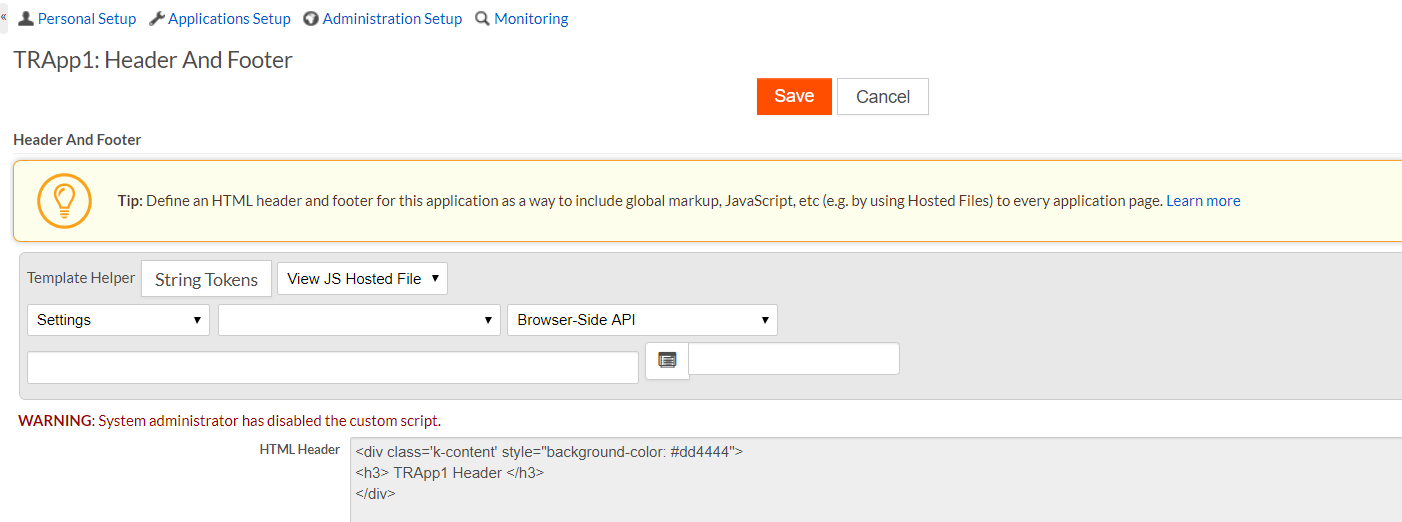 « Personal Setup Applications Setup Administration Setup Monitoring
TRApp1: Header And Footer
Save Cancel
Header And Footer
Tip: Define an HTML header and footer for this application as a way to include global markup, JavaScript, etc (e.g. by using Hosted Files) to every application page. Learn more
Template Helper String Tokens View JS Hosted File
Settings Browser-Side API
WARNING: System administrator has disabled the custom script.
HTML Header <div class='k-content' style="background-color: #dd4444">
<h3> TRApp1 Header </h3>
</div>